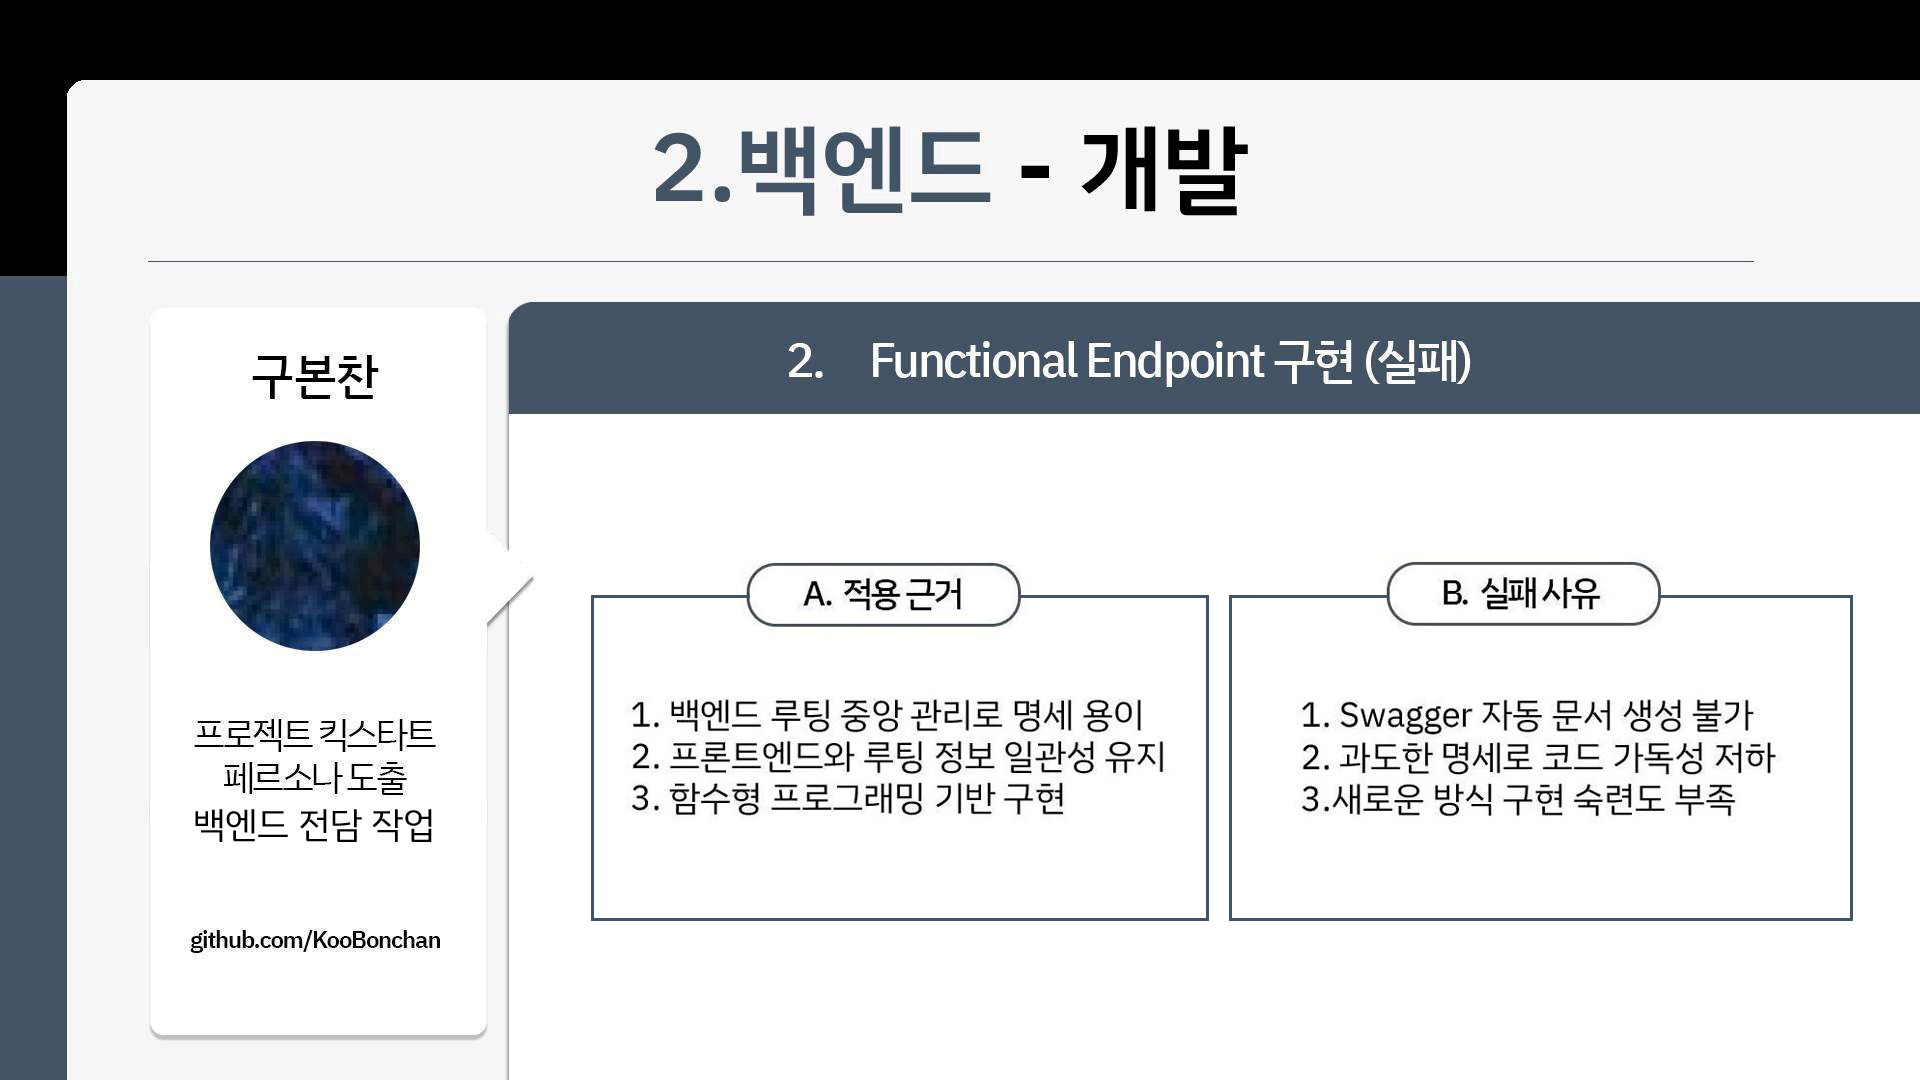 2.백엔드 - 개발
구본찬
프로젝트 킥스타트
페르소나 도출
백엔드 전담 작업
github.com/KooBonchan
2. Functional Endpoint 구현 (실패)
A. 적용 근거
1. 백엔드 루팅 중앙 관리로 명세 용이
2. 프론트엔드와 루팅 정보 일관성 유지
3. 함수형 프로그래밍 기반 구현
B. 실패 사유
1. Swagger 자동 문서 생성 불가
2. 과도한 명세로 코드 가독성 저하
3.새로운 방식 구현 숙련도 부족